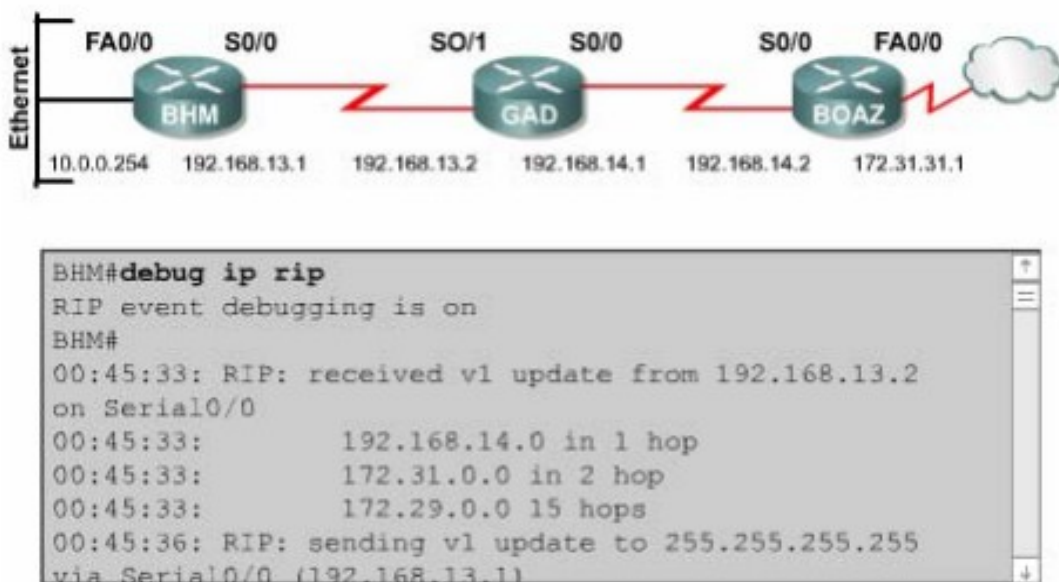 Ethernet
FA0/0 S0/0 SO/1 S0/0 S0/0 FA0/0
BHM GAD BOAZ
10.0.0.254 192.168.13.1 192.168.13.2 192.168.14.1 192.168.14.2 172.31.31.1
BHM#debug ip rip
RIP event debugging is on
BHM#
00:45:33: RIP: received v1 update from 192.168.13.2
on Serial0/0
00:45:33: 192.168.14.0 in 1 hop
00:45:33: 172.31.0.0 in 2 hop
00:45:33: 172.29.0.0 15 hops
00:45:36: RIP: sending v1 update to 255.255.255.255
via Serial0/0 (192.168.13.1)